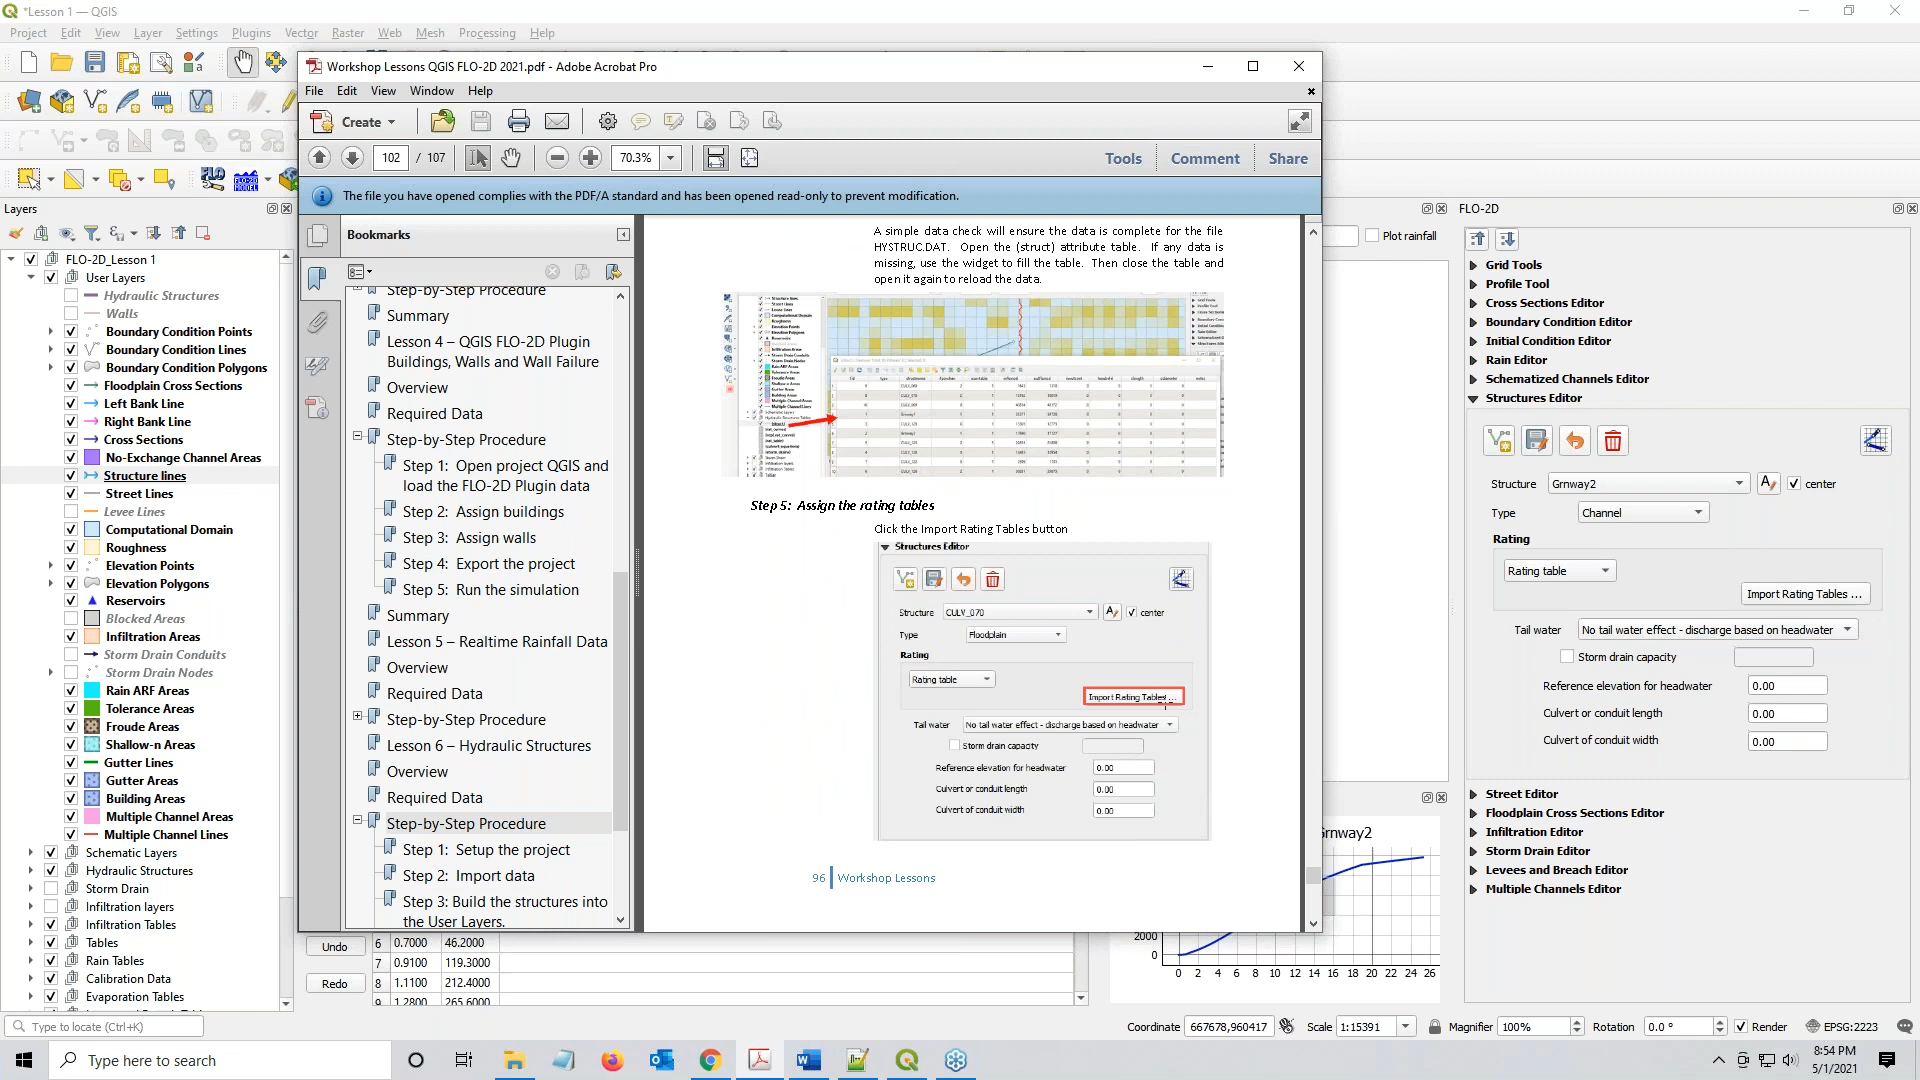 *Lesson 1 — QGIS
Project Edit View Layer Settings Plugins Vector Raster Web Mesh Processing Help
Workshop Lessons QGIS FLO-2D 2021.pdf - Adobe Acrobat Pro
File Edit View Window Help
Create
102 / 107 70.3% Tools Comment Share
The file you have opened complies with the PDF/A standard and has been opened read-only to prevent modification.
Layers
FLO-2D_Lesson 1
User Layers
Hydraulic Structures
Walls
Boundary Condition Points
Boundary Condition Lines
Boundary Condition Polygons
Floodplain Cross Sections
Left Bank Line
Right Bank Line
Cross Sections
No-Exchange Channel Areas
Structure lines
Street Lines
Levee Lines
Computational Domain
Roughness
Elevation Points
Elevation Polygons
Reservoirs
Blocked Areas
Infiltration Areas
Storm Drain Conduits
Storm Drain Nodes
Rain ARF Areas
Tolerance Areas
Froude Areas
Shallow-n Areas
Gutter Lines
Gutter Areas
Building Areas
Multiple Channel Areas
Multiple Channel Lines
Schematic Layers
Hydraulic Structures
Storm Drain
Infiltration layers
Infiltration Tables
Tables
Rain Tables
Calibration Data
Evaporation Tables
Bookmarks
Step-by-Step Procedure
Summary
Lesson 4 – QGIS FLO-2D Plugin
Buildings, Walls and Wall Failure
Overview
Required Data
Step-by-Step Procedure
Step 1: Open project QGIS and
load the FLO-2D Plugin data
Step 2: Assign buildings
Step 3: Assign walls
Step 4: Export the project
Step 5: Run the simulation
Summary
Lesson 5 – Realtime Rainfall Data
Overview
Required Data
Step-by-Step Procedure
Lesson 6 – Hydraulic Structures
Overview
Required Data
Step-by-Step Procedure
Step 1: Setup the project
Step 2: Import data
Step 3: Build the structures into
the User Layers.
A simple data check will ensure the data is complete for the file
HYSTRUC.DAT. Open the (struct) attribute table. If any data is
missing, use the widget to fill the table. Then close the table and
open it again to reload the data.
Step 5: Assign the rating tables
Click the Import Rating Tables button
Structures Editor
Structure CULV_070 center
Type Floodplain
Rating
Rating table
Import Rating Tables ...
Tail water No tail water effect - discharge based on headwater
Storm drain capacity
Reference elevation for headwater 0.00
Culvert or conduit length 0.00
Culvert of conduit width 0.00
96 Workshop Lessons
Undo 6 0.7000 46.2000
7 0.9100 119.3000
Redo 8 1.1100 212.4000
9 1.2800 265.6000
Plot rainfall
Grnway2
2000
0
0 2 4 6 8 10 12 14 16 18 20 22 24 26
FLO-2D
Grid Tools
Profile Tool
Cross Sections Editor
Boundary Condition Editor
Initial Condition Editor
Rain Editor
Schematized Channels Editor
Structures Editor
Structure Grnway2 center
Type Channel
Rating
Rating table
Import Rating Tables ...
Tail water No tail water effect - discharge based on headwater
Storm drain capacity
Reference elevation for headwater 0.00
Culvert or conduit length 0.00
Culvert of conduit width 0.00
Street Editor
Floodplain Cross Sections Editor
Infiltration Editor
Storm Drain Editor
Levees and Breach Editor
Multiple Channels Editor
Type to locate (Ctrl+K) Coordinate 667678,960417 Scale 1:15391 Magnifier 100% Rotation 0.0 ° Render EPSG:2223
Type here to search
8:54 PM
5/1/2021